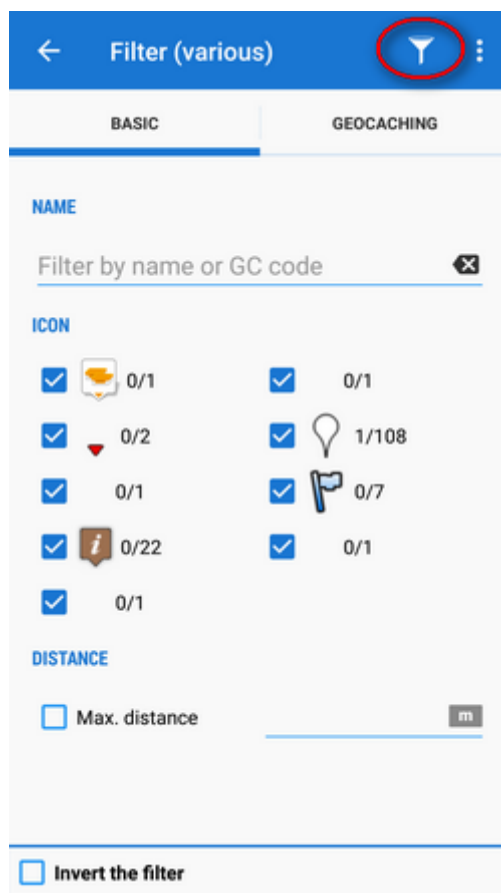 Filter (various)
BASIC GEOCACHING
NAME
Filter by name or GC code
ICON
0/1 0/1
0/2 1/108
0/1 0/7
i 0/22 0/1
0/1
DISTANCE
Max. distance m
Invert the filter